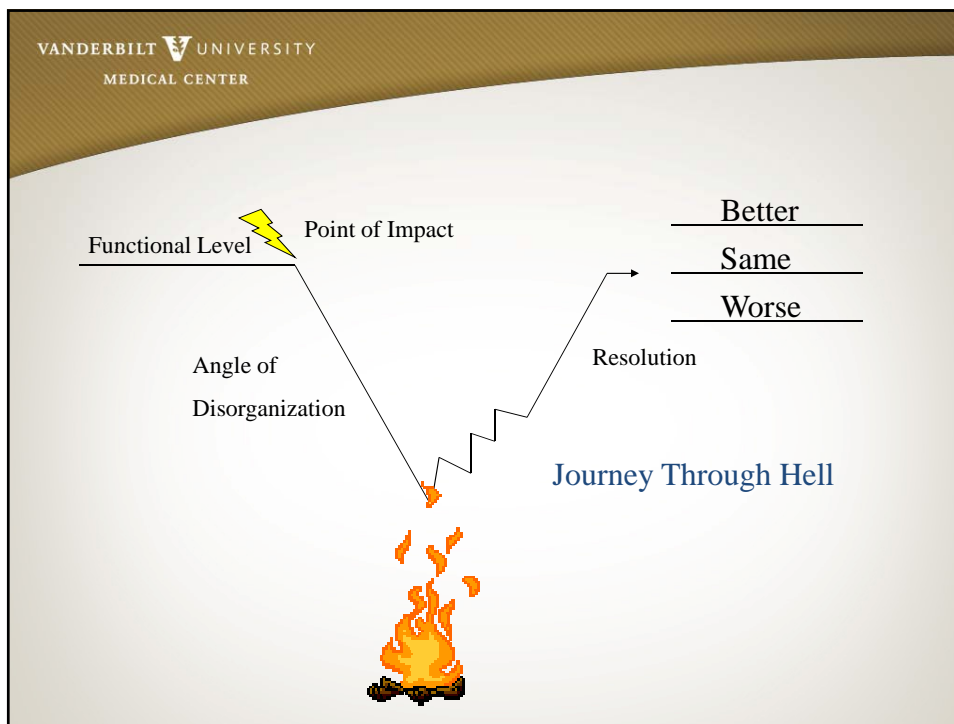 VANDERBILT UNIVERSITY
MEDICAL CENTER
Functional Level
Point of Impact
Better
Same
Worse
Angle of
Disorganization
Resolution
Journey Through Hell